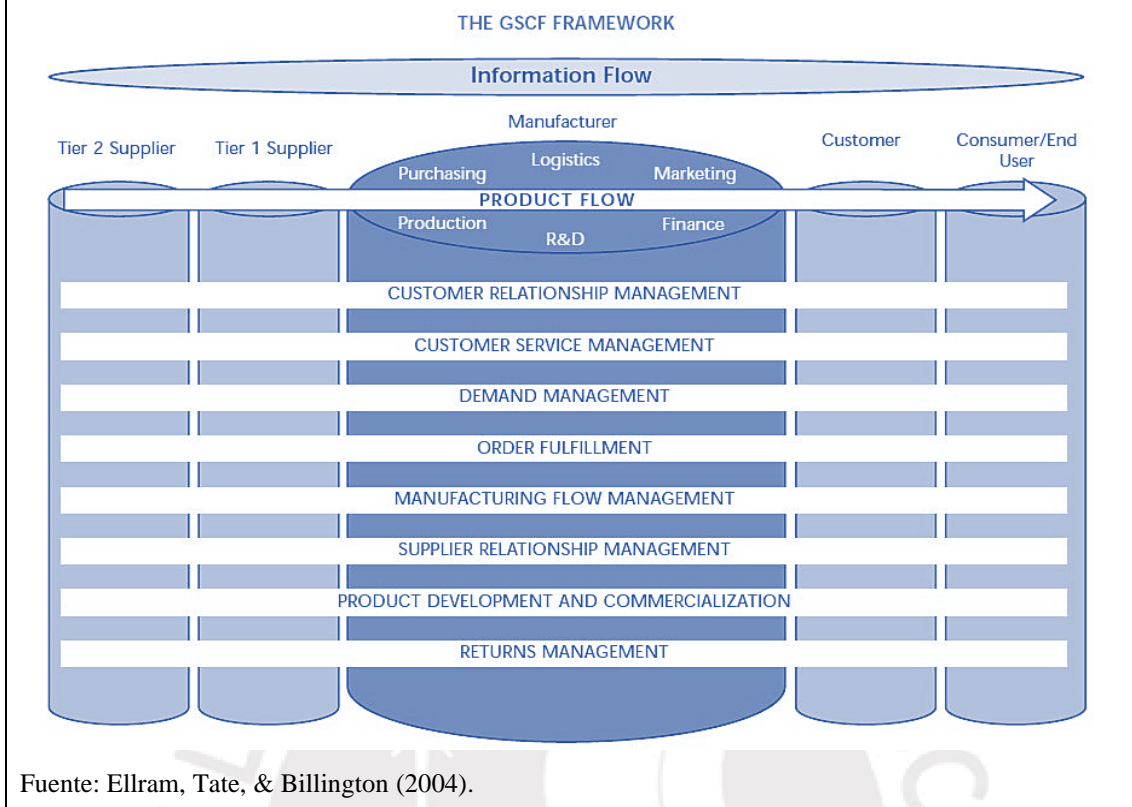 THE GSCF FRAMEWORK
Information Flow
Manufacturer
Tier 2 Supplier
Tier 1 Supplier
Customer
Consumer/End
User
Logistics
Purchasing
Marketing
PRODUCT FLOW
Production
Finance
R&D
CUSTOMER RELATIONSHIP MANAGEMENT
CUSTOMER SERVICE MANAGEMENT
DEMAND MANAGEMENT
ORDER FULFILLMENT
MANUFACTURING FLOW MANAGEMENT
SUPPLIER RELATIONSHIP MANAGEMENT
PRODUCT DEVELOPMENT AND COMMERCIALIZATION
RETURNS MANAGEMENT
Fuente: Ellram, Tate, & Billington (2004).